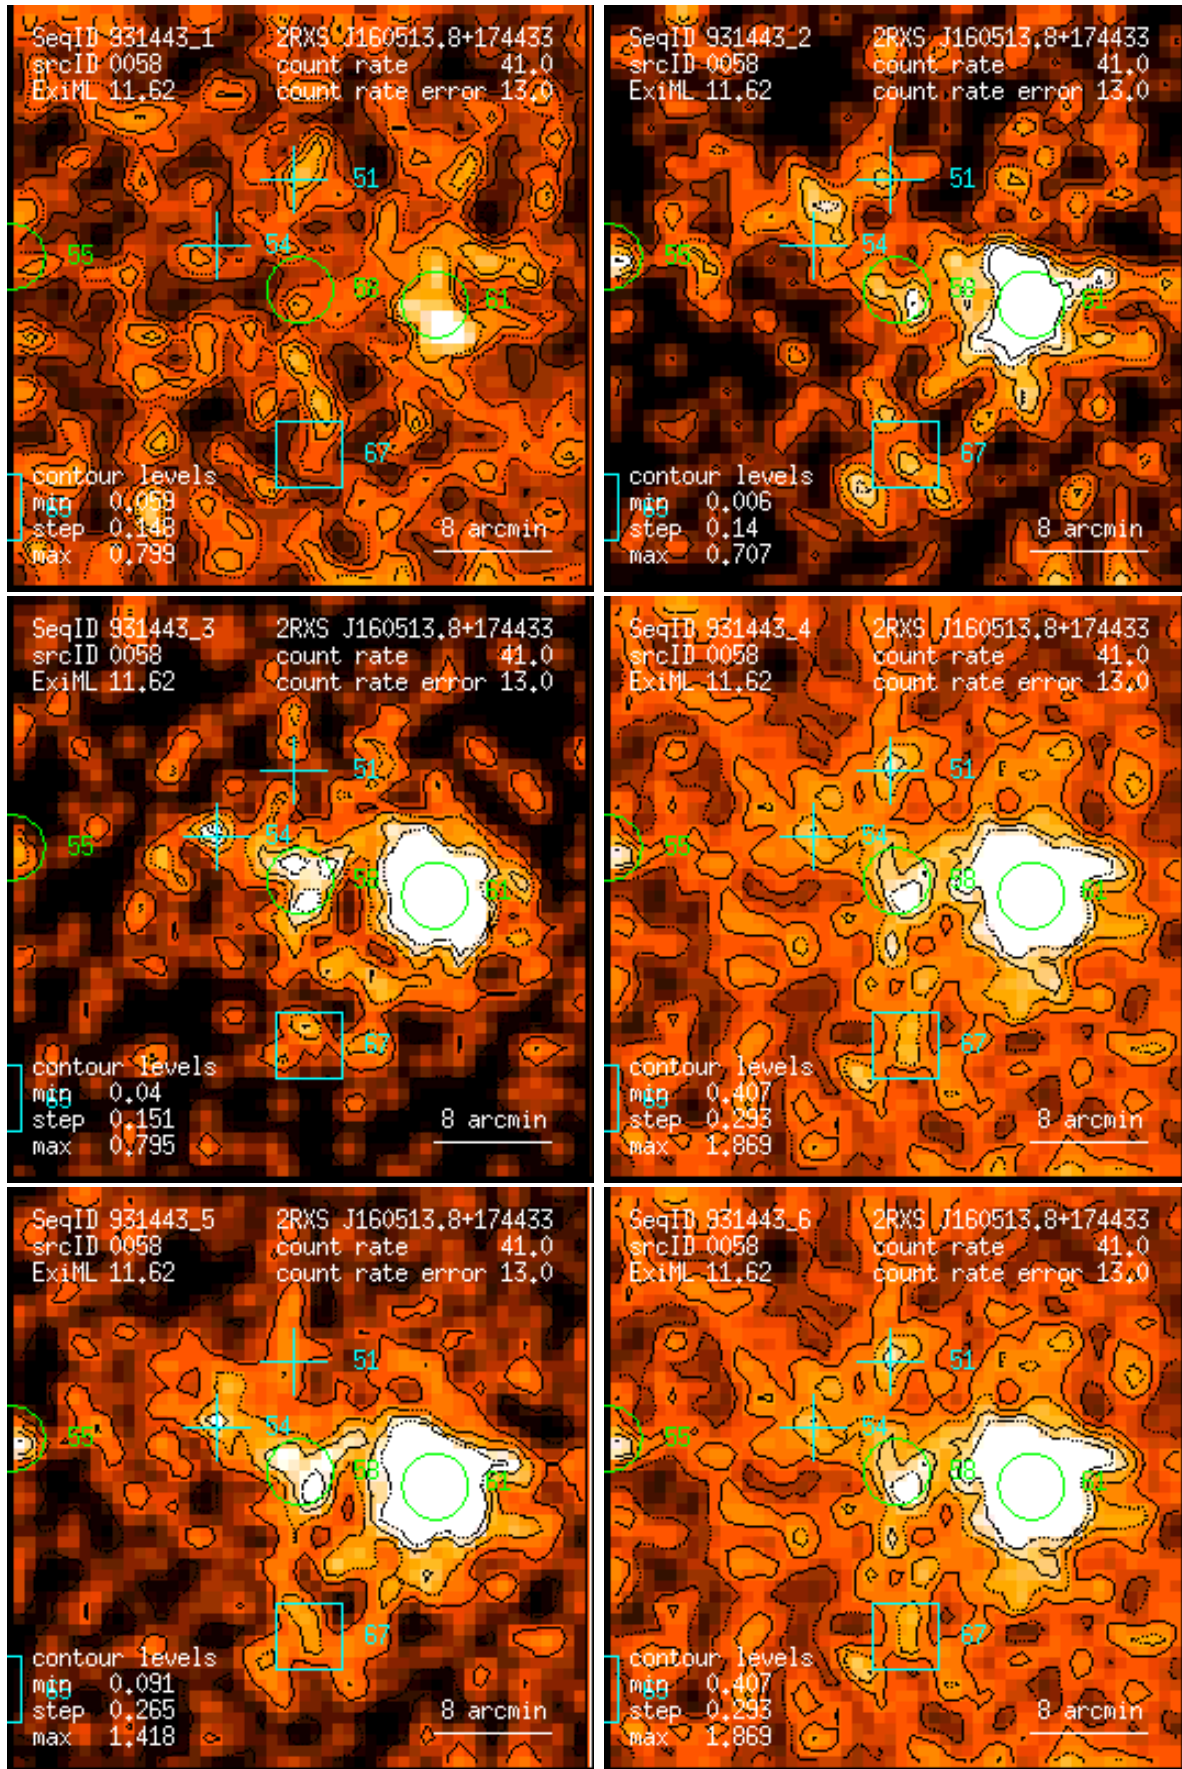 SeqID 931443_1 2RXS J160513.8+174433
srcID 0058 count rate 41.0
ExiML 11.62 count rate error 13.0
51
54
55
58
61
67
contour levels
min 0.059
step 0.148
max 0.799
8 arcmin
SeqID 931443_2 2RXS J160513.8+174433
srcID 0058 count rate 41.0
ExiML 11.62 count rate error 13.0
51
54
55
58
61
67
contour levels
min 0.006
step 0.14
max 0.707
8 arcmin
SeqID 931443_3 2RXS J160513.8+174433
srcID 0058 count rate 41.0
ExiML 11.62 count rate error 13.0
51
54
55
58
61
67
contour levels
min 0.04
step 0.151
max 0.795
8 arcmin
SeqID 931443_4 2RXS J160513.8+174433
srcID 0058 count rate 41.0
ExiML 11.62 count rate error 13.0
51
54
55
58
61
67
contour levels
min 0.407
step 0.293
max 1.869
8 arcmin
SeqID 931443_5 2RXS J160513.8+174433
srcID 0058 count rate 41.0
ExiML 11.62 count rate error 13.0
51
54
55
58
61
67
contour levels
min 0.091
step 0.265
max 1.418
8 arcmin
SeqID 931443_6 2RXS J160513.8+174433
srcID 0058 count rate 41.0
ExiML 11.62 count rate error 13.0
51
54
55
58
61
67
contour levels
min 0.407
step 0.293
max 1.869
8 arcmin